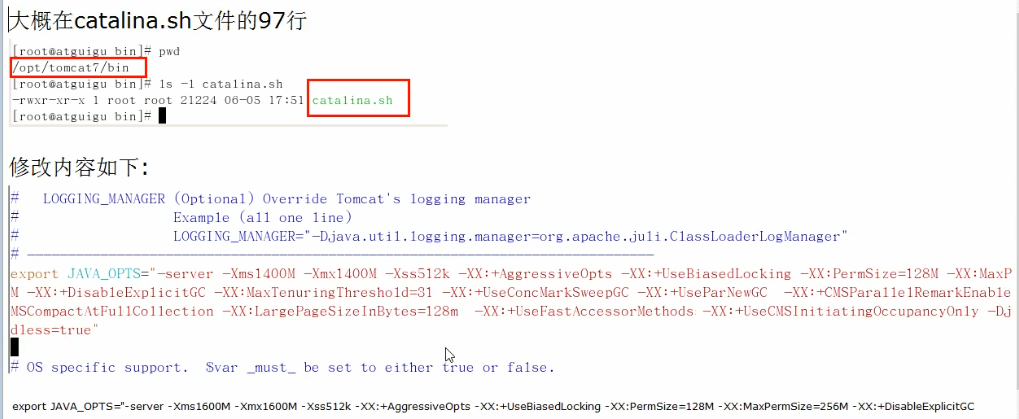 大概在catalina.sh文件的97行
[root@atguigu bin]# pwd
/opt/tomcat7/bin
[root@atguigu bin]# ls -l catalina.sh
-rwxr-xr-x 1 root root 21224 06-05 17:51 catalina.sh
[root@atguigu bin]#
修改内容如下:
#   LOGGING_MANAGER (Optional) Override Tomcat's logging manager
#                   Example (all one line)
#                   LOGGING_MANAGER="-Djava.util.logging.manager=org.apache.juli.ClassLoaderLogManager"
# -----------------------------------------------------------------------------
export JAVA_OPTS="-server -Xms1400M -Xmx1400M -Xss512k -XX:+AggressiveOpts -XX:+UseBiasedLocking -XX:PermSize=128M -XX:MaxP
M -XX:+DisableExplicitGC -XX:MaxTenuringThreshold=31 -XX:+UseConcMarkSweepGC -XX:+UseParNewGC  -XX:+CMSParallelRemarkEnable
MSCompactAtFullCollection -XX:LargePageSizeInBytes=128m  -XX:+UseFastAccessorMethods -XX:+UseCMSInitiatingOccupancyOnly -Dj
dless=true"
# OS specific support.  $var _must_ be set to either true or false.
export JAVA_OPTS="-server -Xms1600M -Xmx1600M -Xss512k -XX:+AggressiveOpts -XX:+UseBiasedLocking -XX:PermSize=128M -XX:MaxPermSize=256M -XX:+DisableExplicitGC